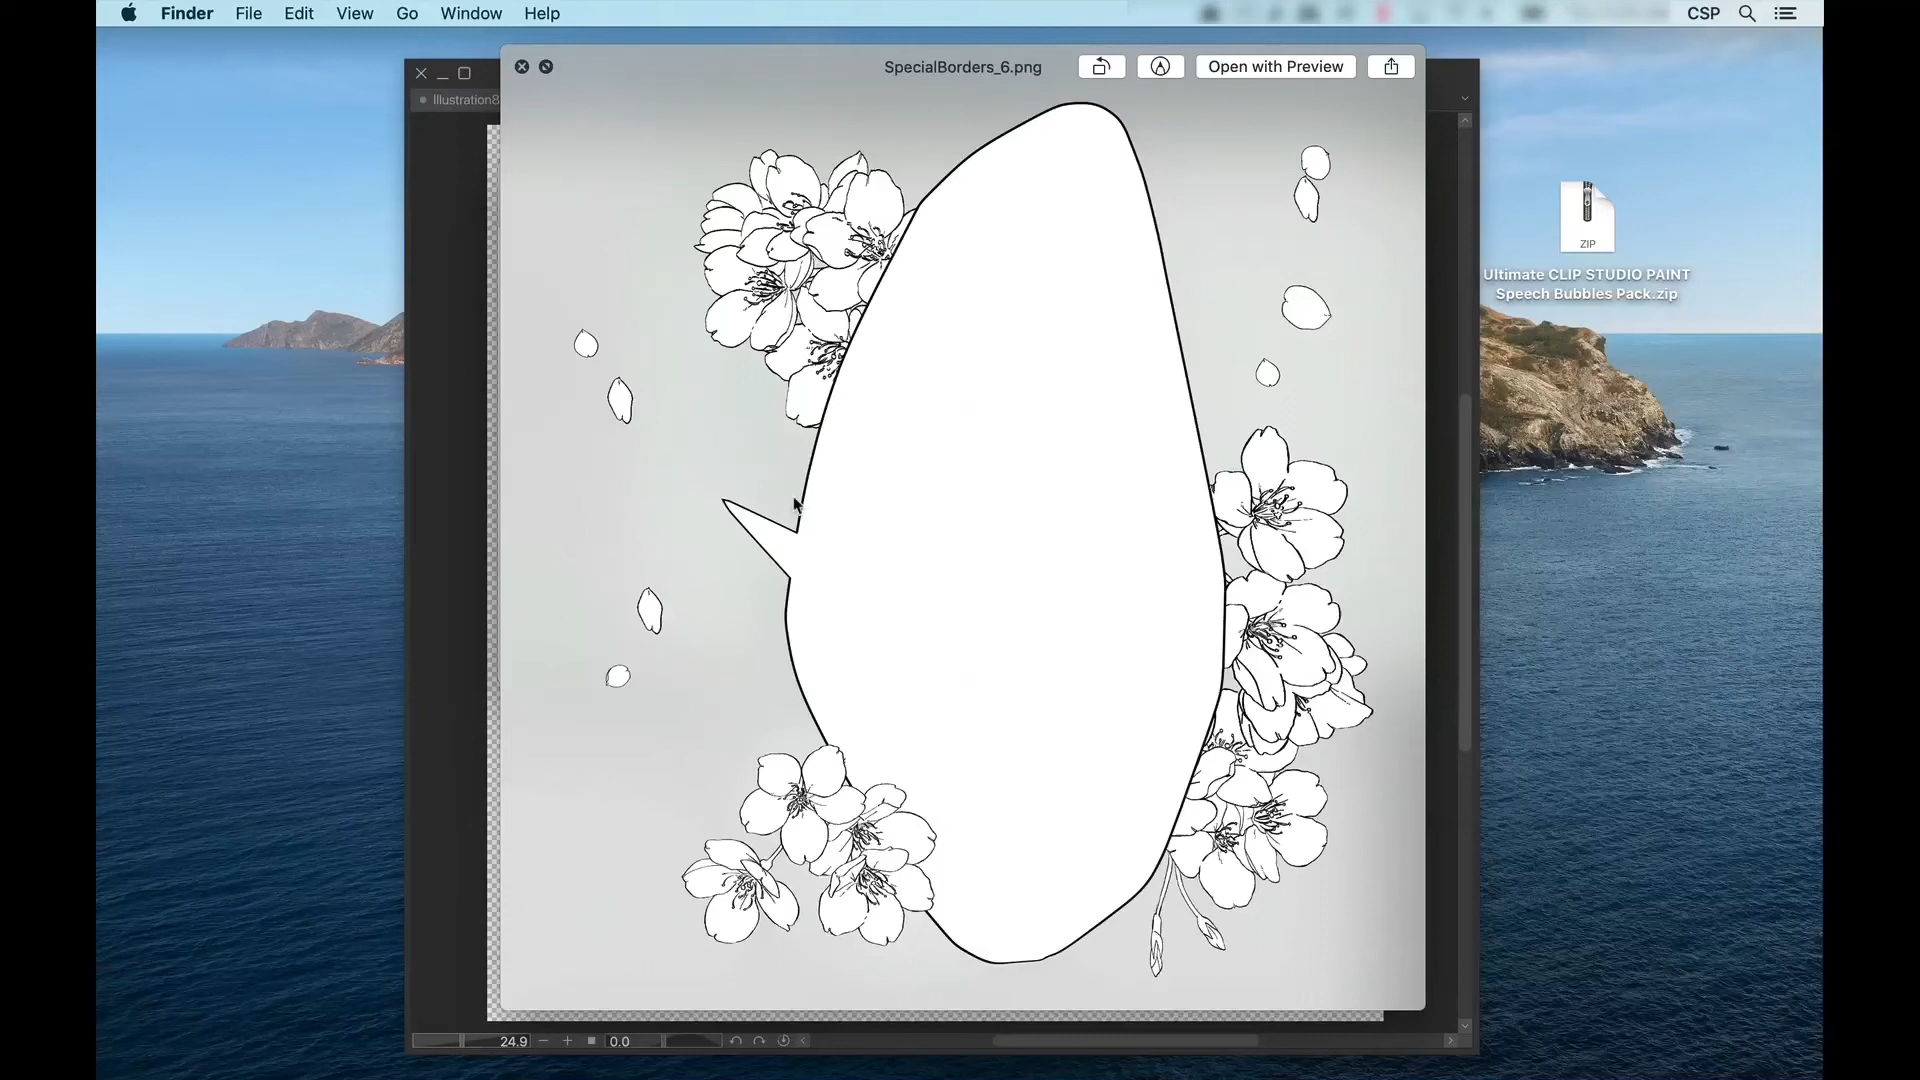 Finder File Edit View Go Window Help CSP
SpecialBorders_6.png
Open with Preview
Illustration8
ZIP
Ultimate CLIP STUDIO PAINT
Speech Bubbles Pack.zip
24.9
0.0